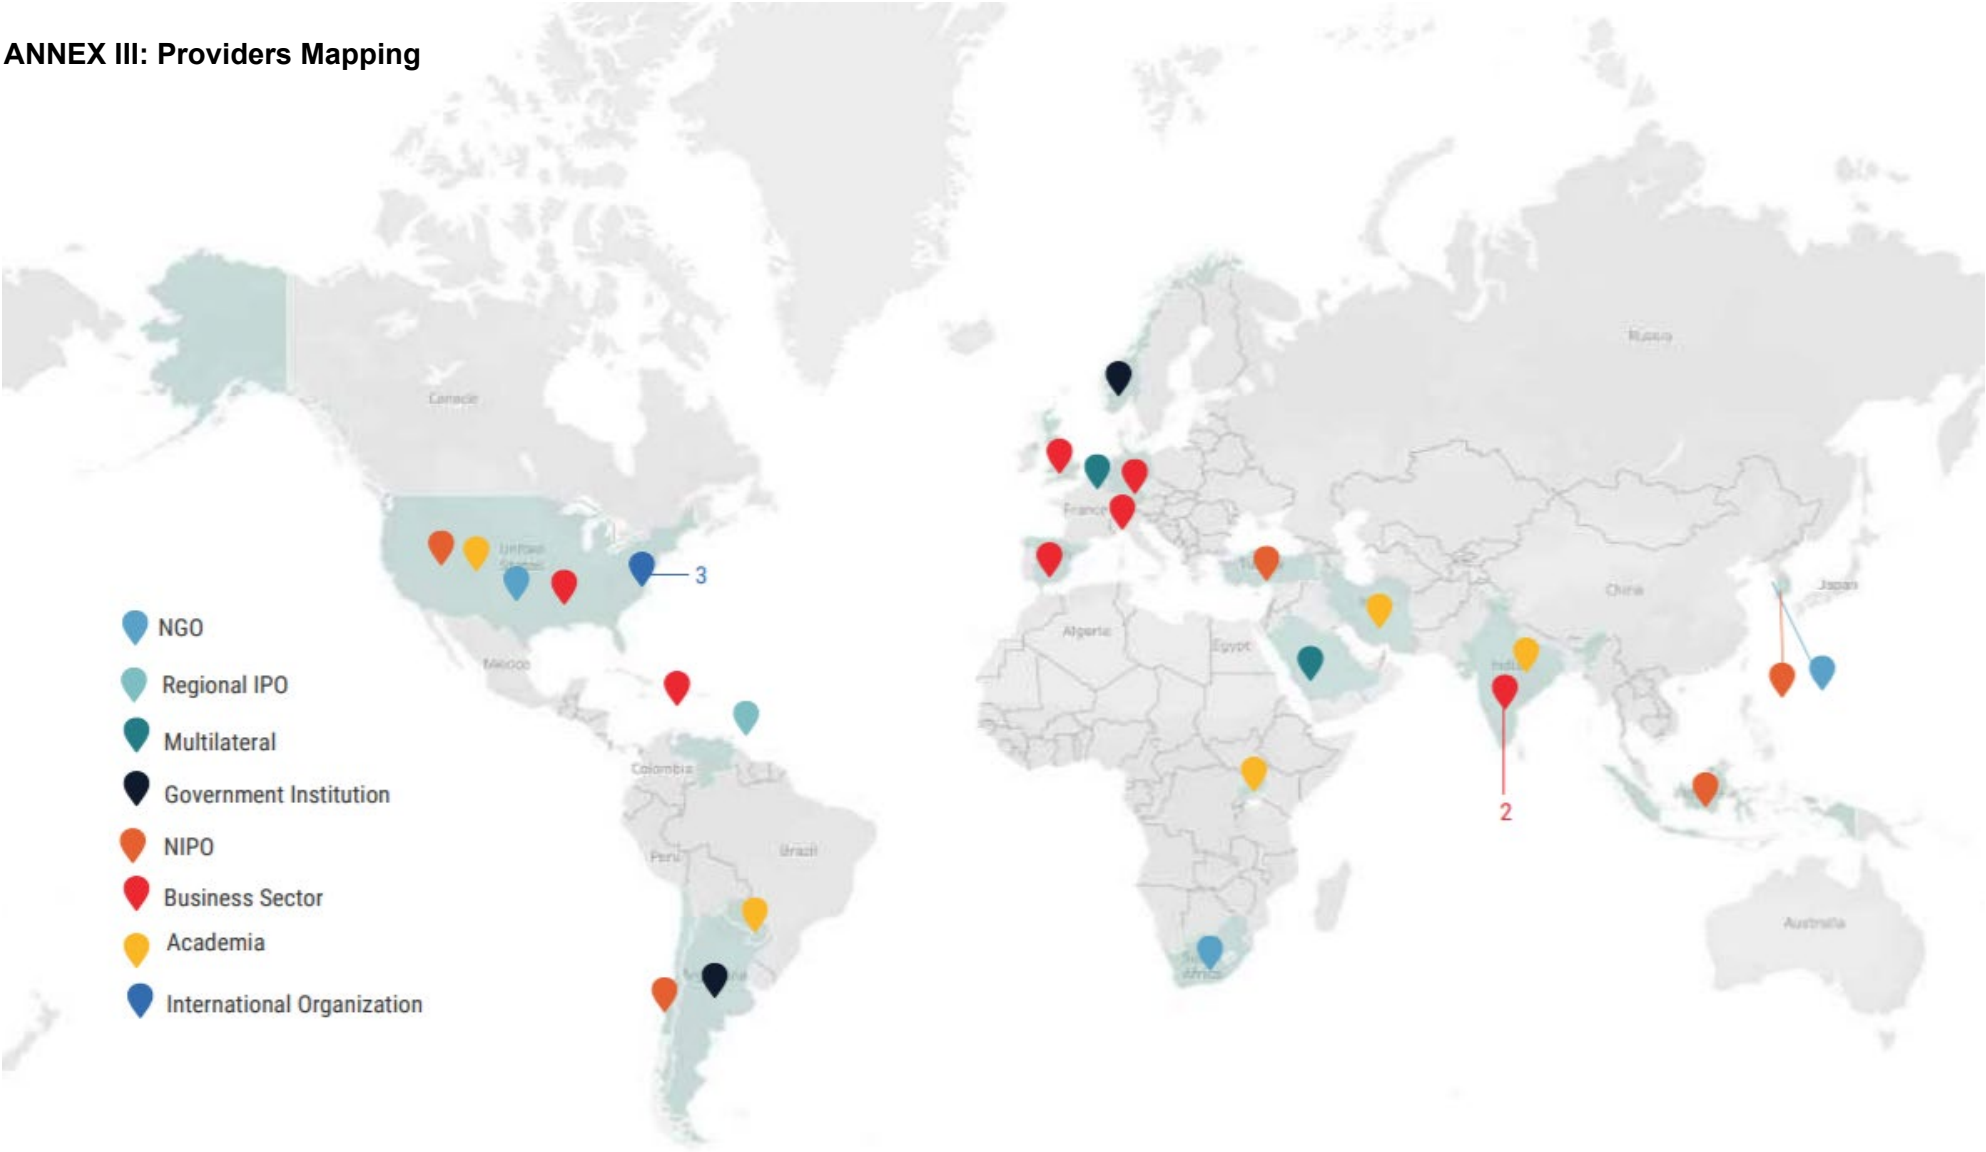 ANNEX III: Providers Mapping
Russia
Canada
France
United
States
3
China
Japan
NGO
Algeria
Egypt
Mexico
India
Regional IPO
Multilateral
Colombia
Government Institution
2
NIPO
Peru
Brazil
Business Sector
Academia
Australia
Africa
International Organization